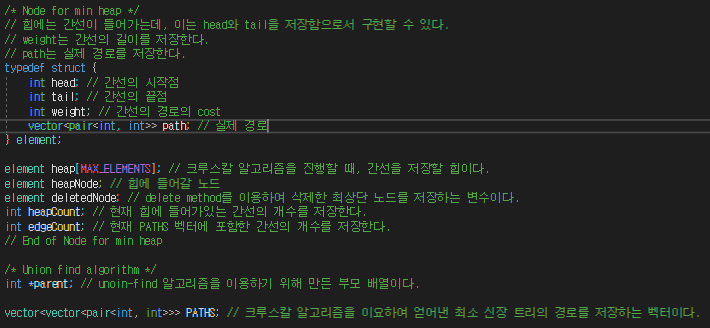 /* Node for min heap */
// 힙에는 간선이 들어가는데, 이는 head와 tail을 저장함으로서 구현할 수 있다.
// weight는 간선의 길이를 저장한다.
// path는 실제 경로를 저장한다.
typedef struct {
int head; // 간선의 시작점
int tail; // 간선의 끝점
int weight; // 간선의 경로의 cost
vector<pair<int, int>> path; // 실제 경로
} element;
element heap[MAX_ELEMENTS]; // 크루스칼 알고리즘을 진행할 때, 간선을 저장할 힙이다.
element heapNode; // 힙에 들어갈 노드
element deletedNode; // delete method를 이용하여 삭제한 최상단 노드를 저장하는 변수이다.
int heapCount; // 현재 힙에 들어가있는 간선의 개수를 저장한다.
int edgeCount; // 현재 PATHS 벡터에 포함한 간선의 개수를 저장한다.
// End of Node for min heap
/* Union find algorithm */
int *parent; // unoin-find 알고리즘을 이용하기 위해 만든 부모 배열이다.
vector<vector<pair<int, int>>> PATHS; // 크루스칼 알고리즘을 이요하여 얻어낸 최소 신장 트리의 경로를 저장하는 벡터이다.